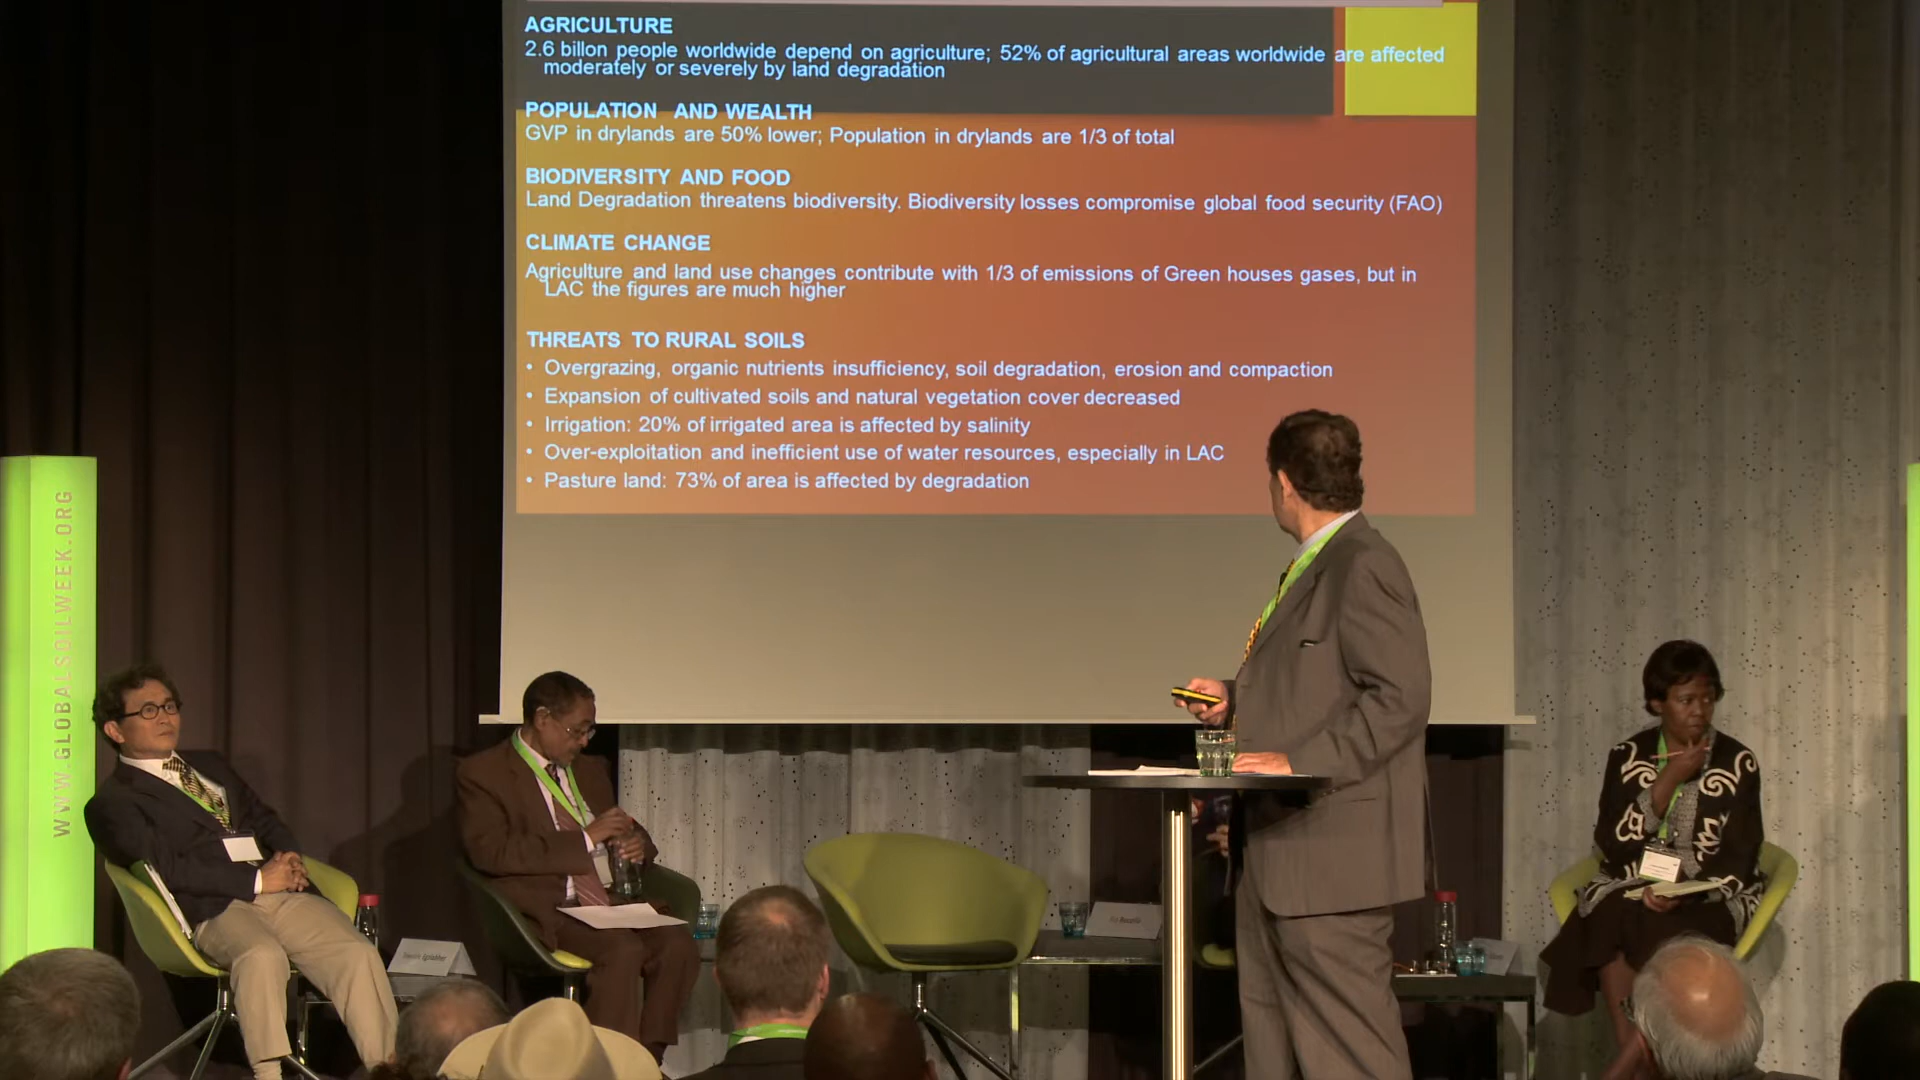 AGRICULTURE
2.6 billon people worldwide depend on agriculture; 52% of agricultural areas worldwide are affected
moderately or severely by land degradation
POPULATION AND WEALTH
GVP in drylands are 50% lower; Population in drylands are 1/3 of total
BIODIVERSITY AND FOOD
Land Degradation threatens biodiversity. Biodiversity losses compromise global food security (FAO)
CLIMATE CHANGE
Agriculture and land use changes contribute with 1/3 of emissions of Green houses gases, but in
LAC the figures are much higher
THREATS TO RURAL SOILS
• Overgrazing, organic nutrients insufficiency, soil degradation, erosion and compaction
• Expansion of cultivated soils and natural vegetation cover decreased
• Irrigation: 20% of irrigated area is affected by salinity
• Over-exploitation and inefficient use of water resources, especially in LAC
• Pasture land: 73% of area is affected by degradation
WWW.GLOBALSOILWEEK.ORG